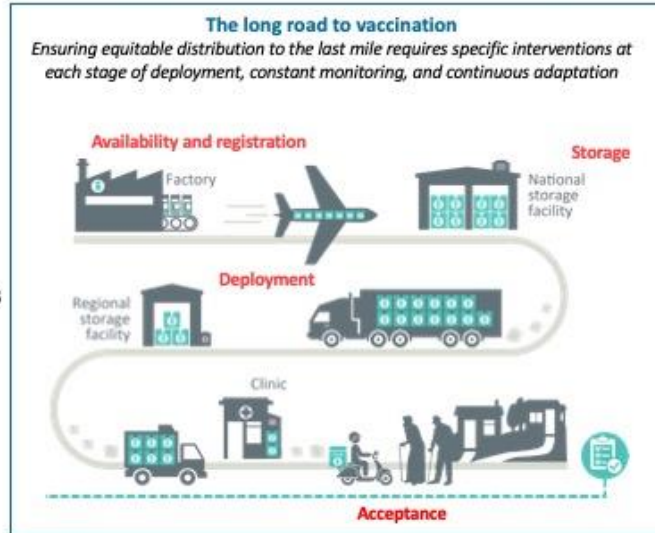 The long road to vaccination
Ensuring equitable distribution to the last mile requires specific interventions at
each stage of deployment, constant monitoring, and continuous adaptation
Availability and registration
Storage
Factory
National
storage
facility
Deployment
Regional
storage
facility
Clinic
Acceptance